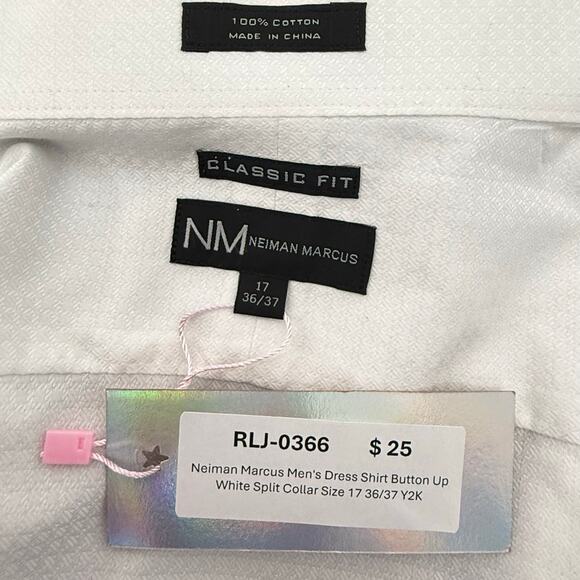 100% COTTON
MADE IN CHINA
CLASSIC FIT
NM NEIMAN MARCUS
17
36/37
RLJ-0366 $ 25
Neiman Marcus Men's Dress Shirt Button Up
White Split Collar Size 17 36/37 Y2K